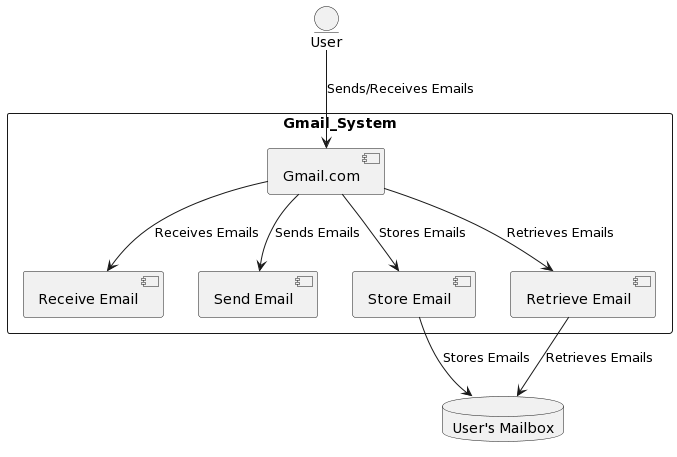 User
Sends/Receives Emails
Gmail_System
Gmail.com
Receives Emails
Sends Emails
Stores Emails
Retrieves Emails
Receive Email
Send Email
Store Email
Retrieve Email
Stores Emails
Retrieves Emails
User's Mailbox